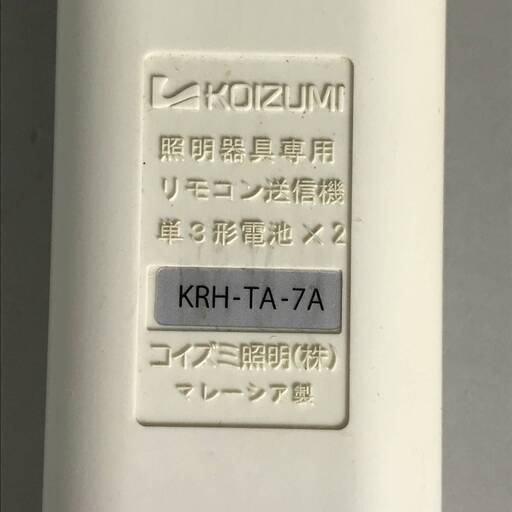 KOIZUMI
照明器具専用
リモコン送信機
単3形電池×2
KRH-TA-7A
コイズミ照明(株)
マレーシア製